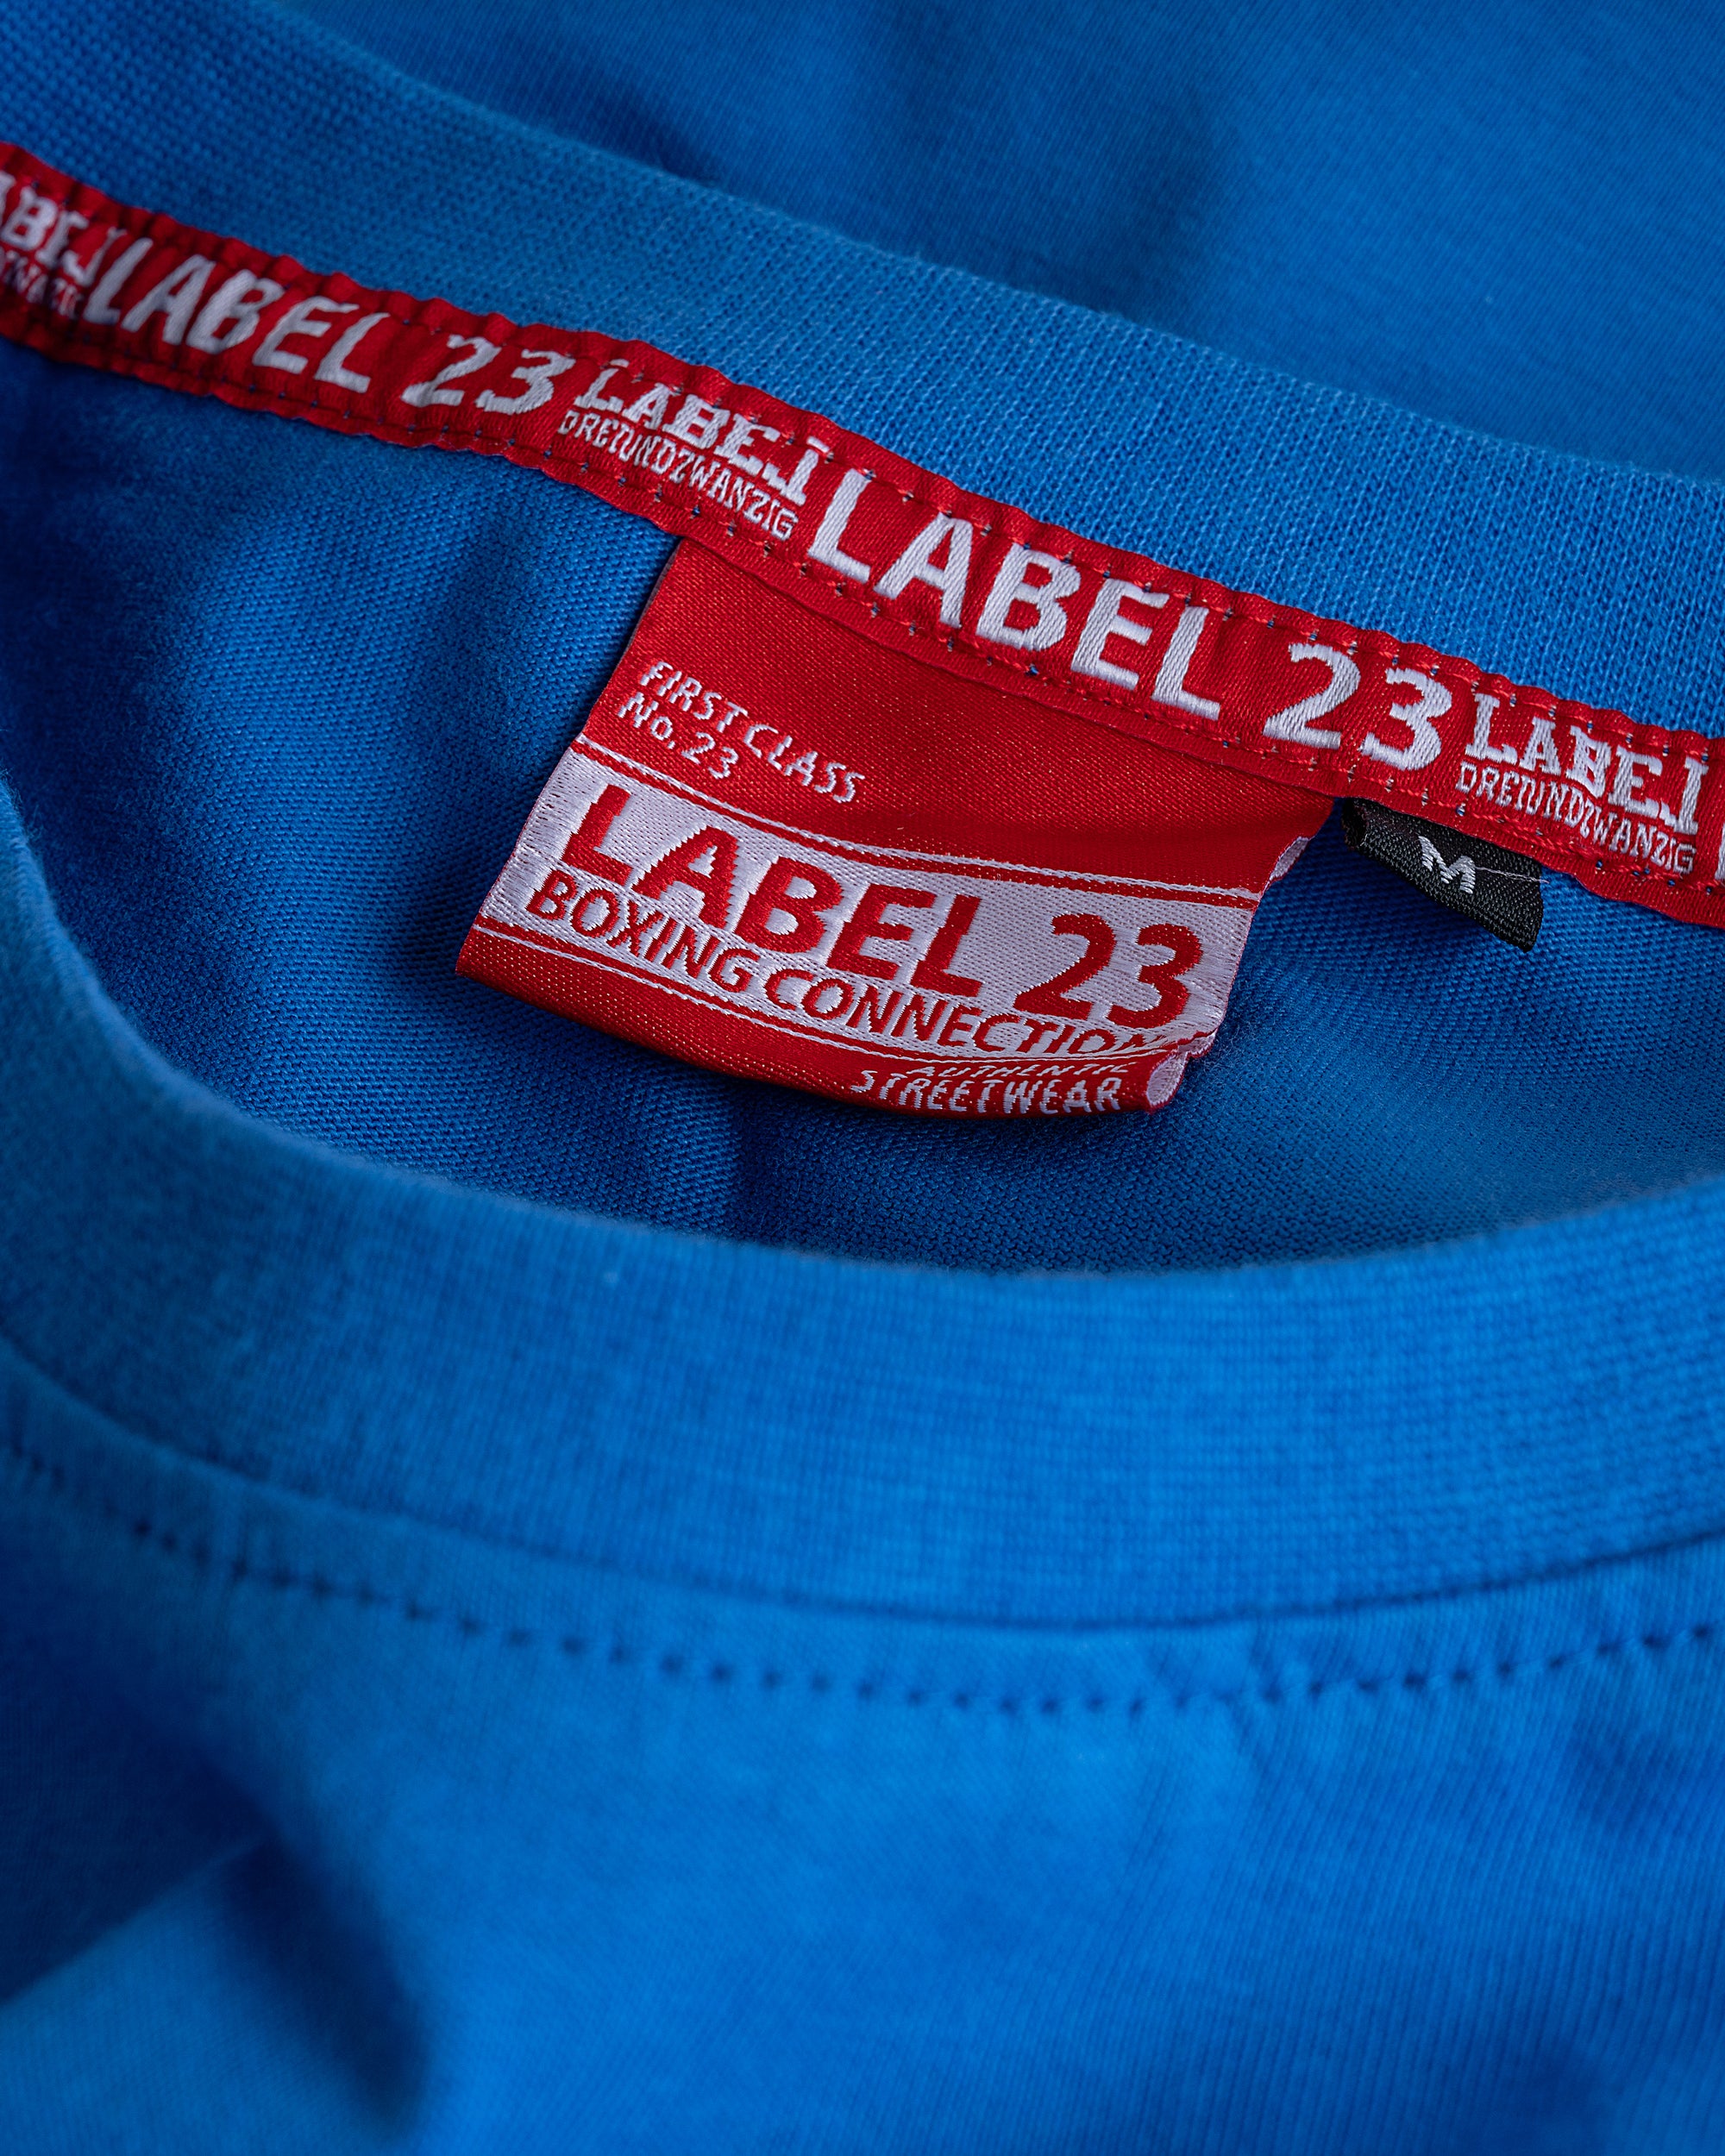 LABEL
LABEL 23
LABEL
DREIUNDZWANZIG
LABEL 23
LABEL
DREIUNDZWANZIG
FIRST CLASS
No.23
LABEL 23
BOXING CONNECTION
AUTHENTIC
STREETWEAR
M